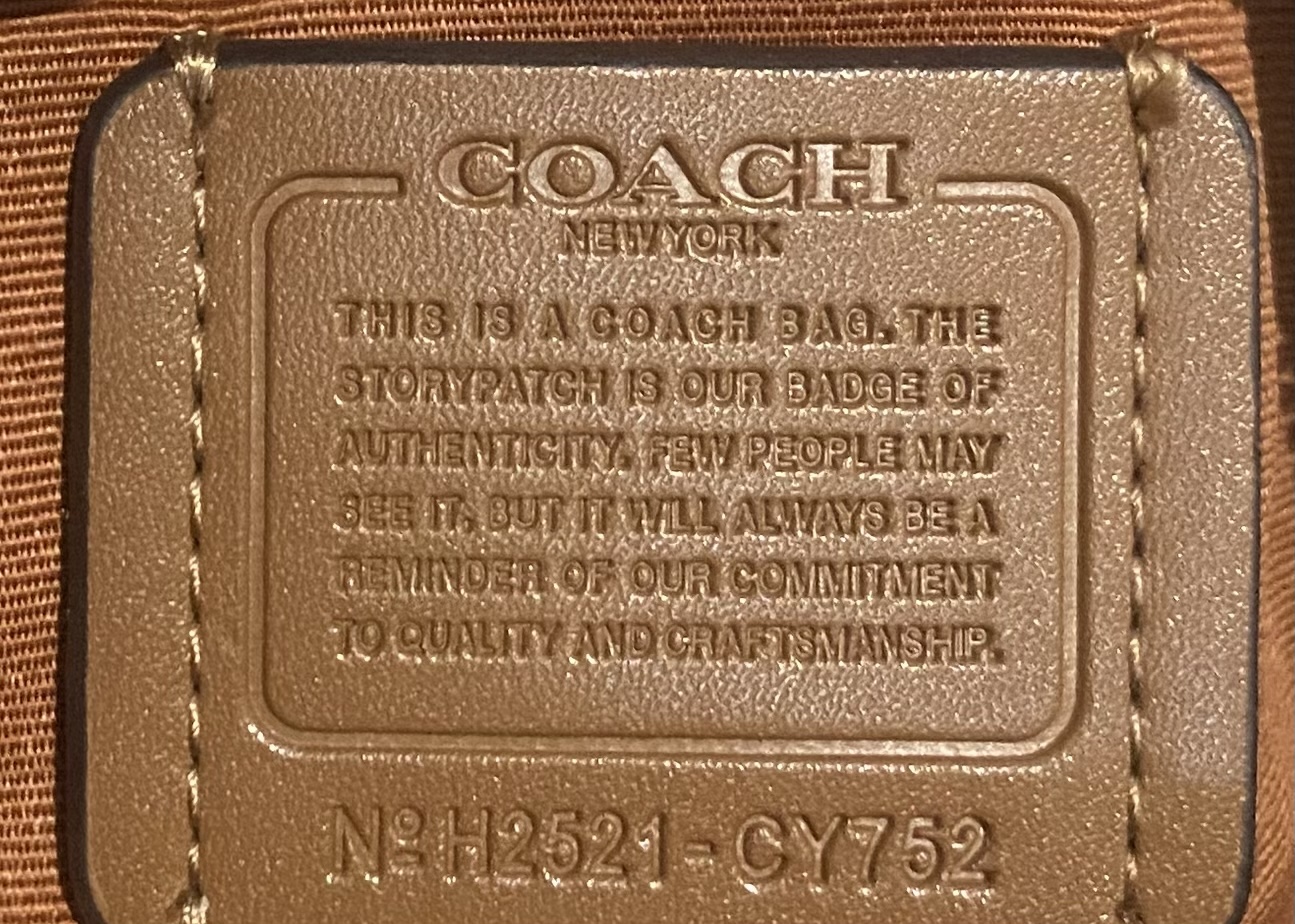 COACH
NEW YORK
THIS IS A COACH BAG. THE
STORYPATCH IS OUR BADGE OF
AUTHENTICITY. FEW PEOPLE MAY
SEE IT, BUT IT WILL ALWAYS BE A
REMINDER OF OUR COMMITMENT
TO QUALITY AND CRAFTSMANSHIP.
Nº H2521-CY752